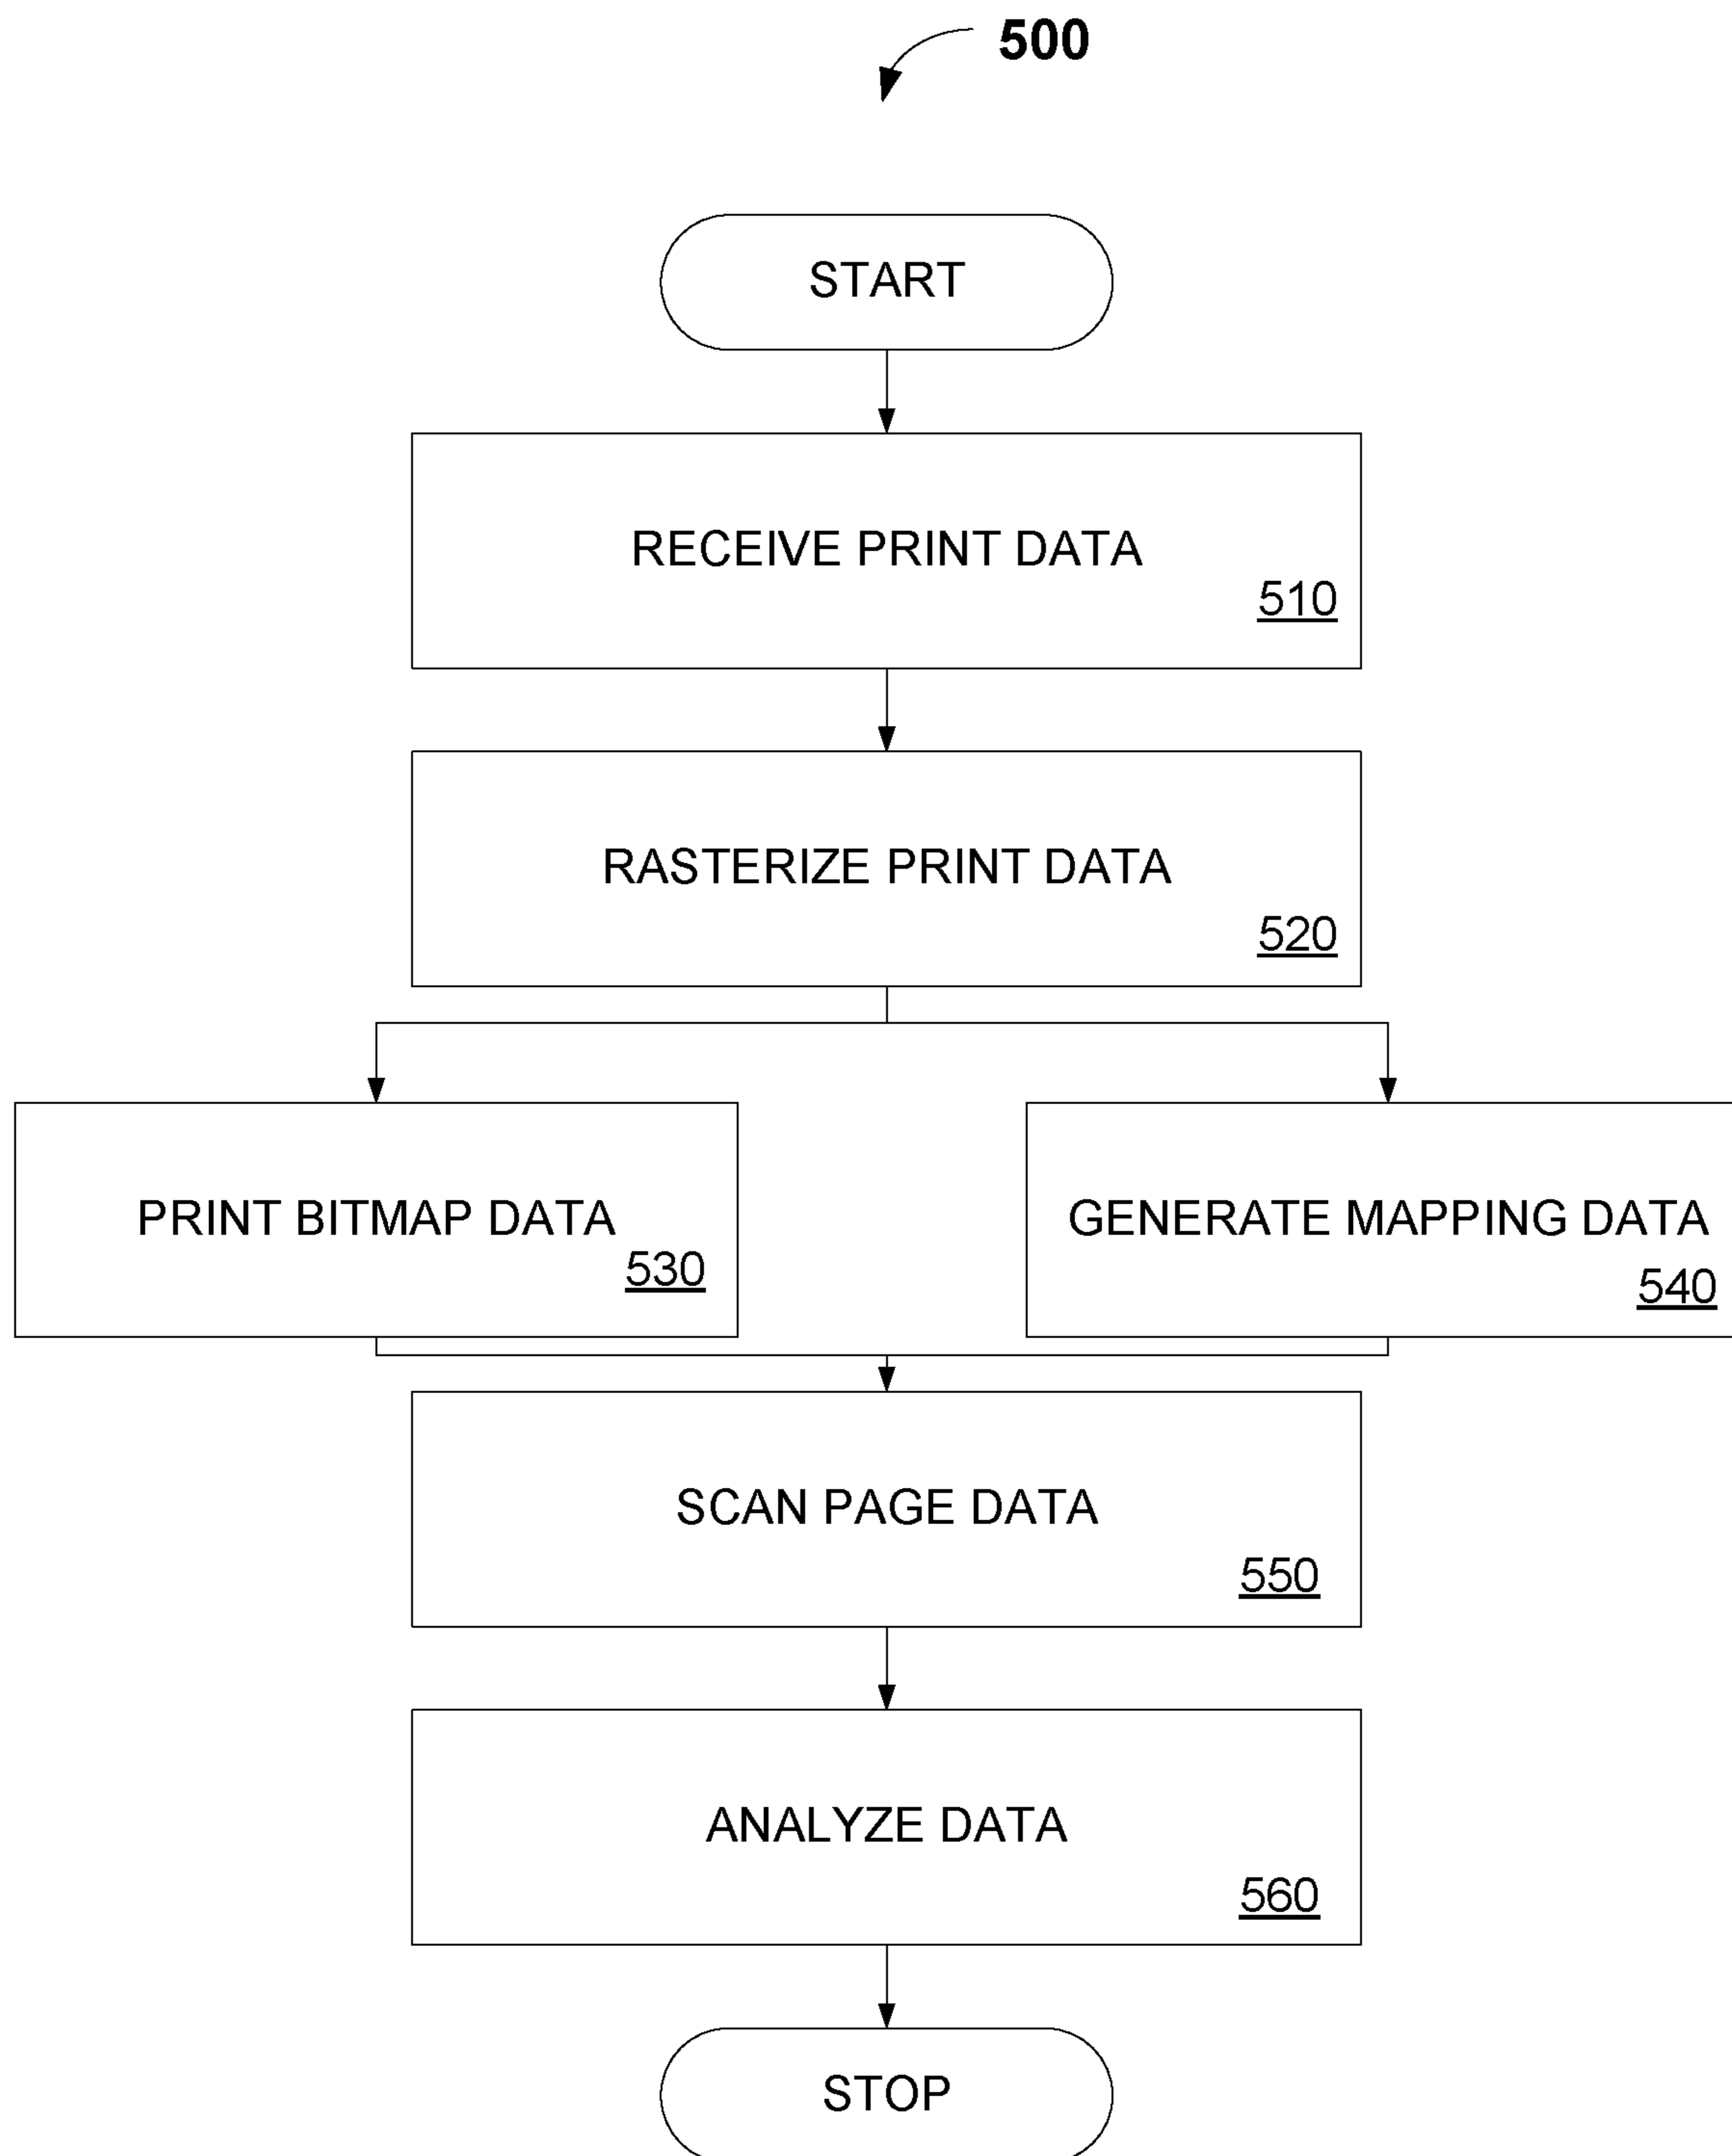 500
START
RECEIVE PRINT DATA
510
RASTERIZE PRINT DATA
520
PRINT BITMAP DATA
530
GENERATE MAPPING DATA
540
SCAN PAGE DATA
550
ANALYZE DATA
560
STOP